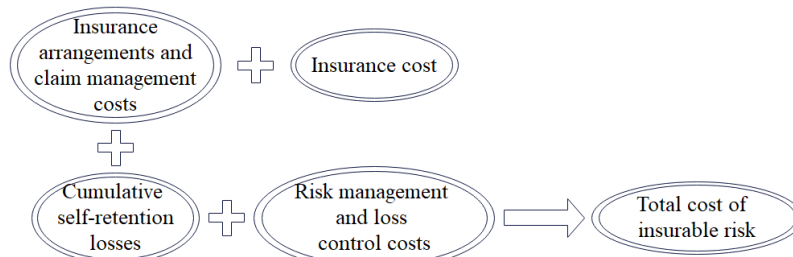 Insurance
arrangements and
claim management
costs
Insurance cost
Cumulative
self-retention
losses
Risk management
and loss
control costs
Total cost of
insurable risk